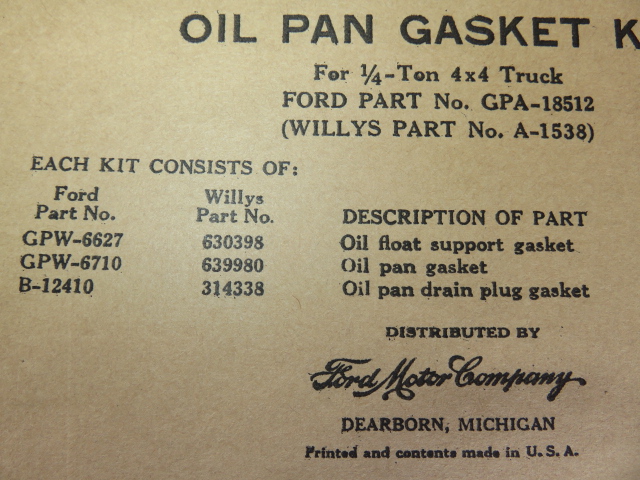 OIL PAN GASKET K
For ¼-Ton 4x4 Truck
FORD PART No. GPA-18512
(WILLYS PART No. A-1538)
EACH KIT CONSISTS OF:
Ford Part No. Willys Part No. DESCRIPTION OF PART
GPW-6627 630398 Oil float support gasket
GPW-6710 639980 Oil pan gasket
B-12410 314338 Oil pan drain plug gasket
DISTRIBUTED BY
Ford Motor Company
DEARBORN, MICHIGAN
Printed and contents made in U. S. A.